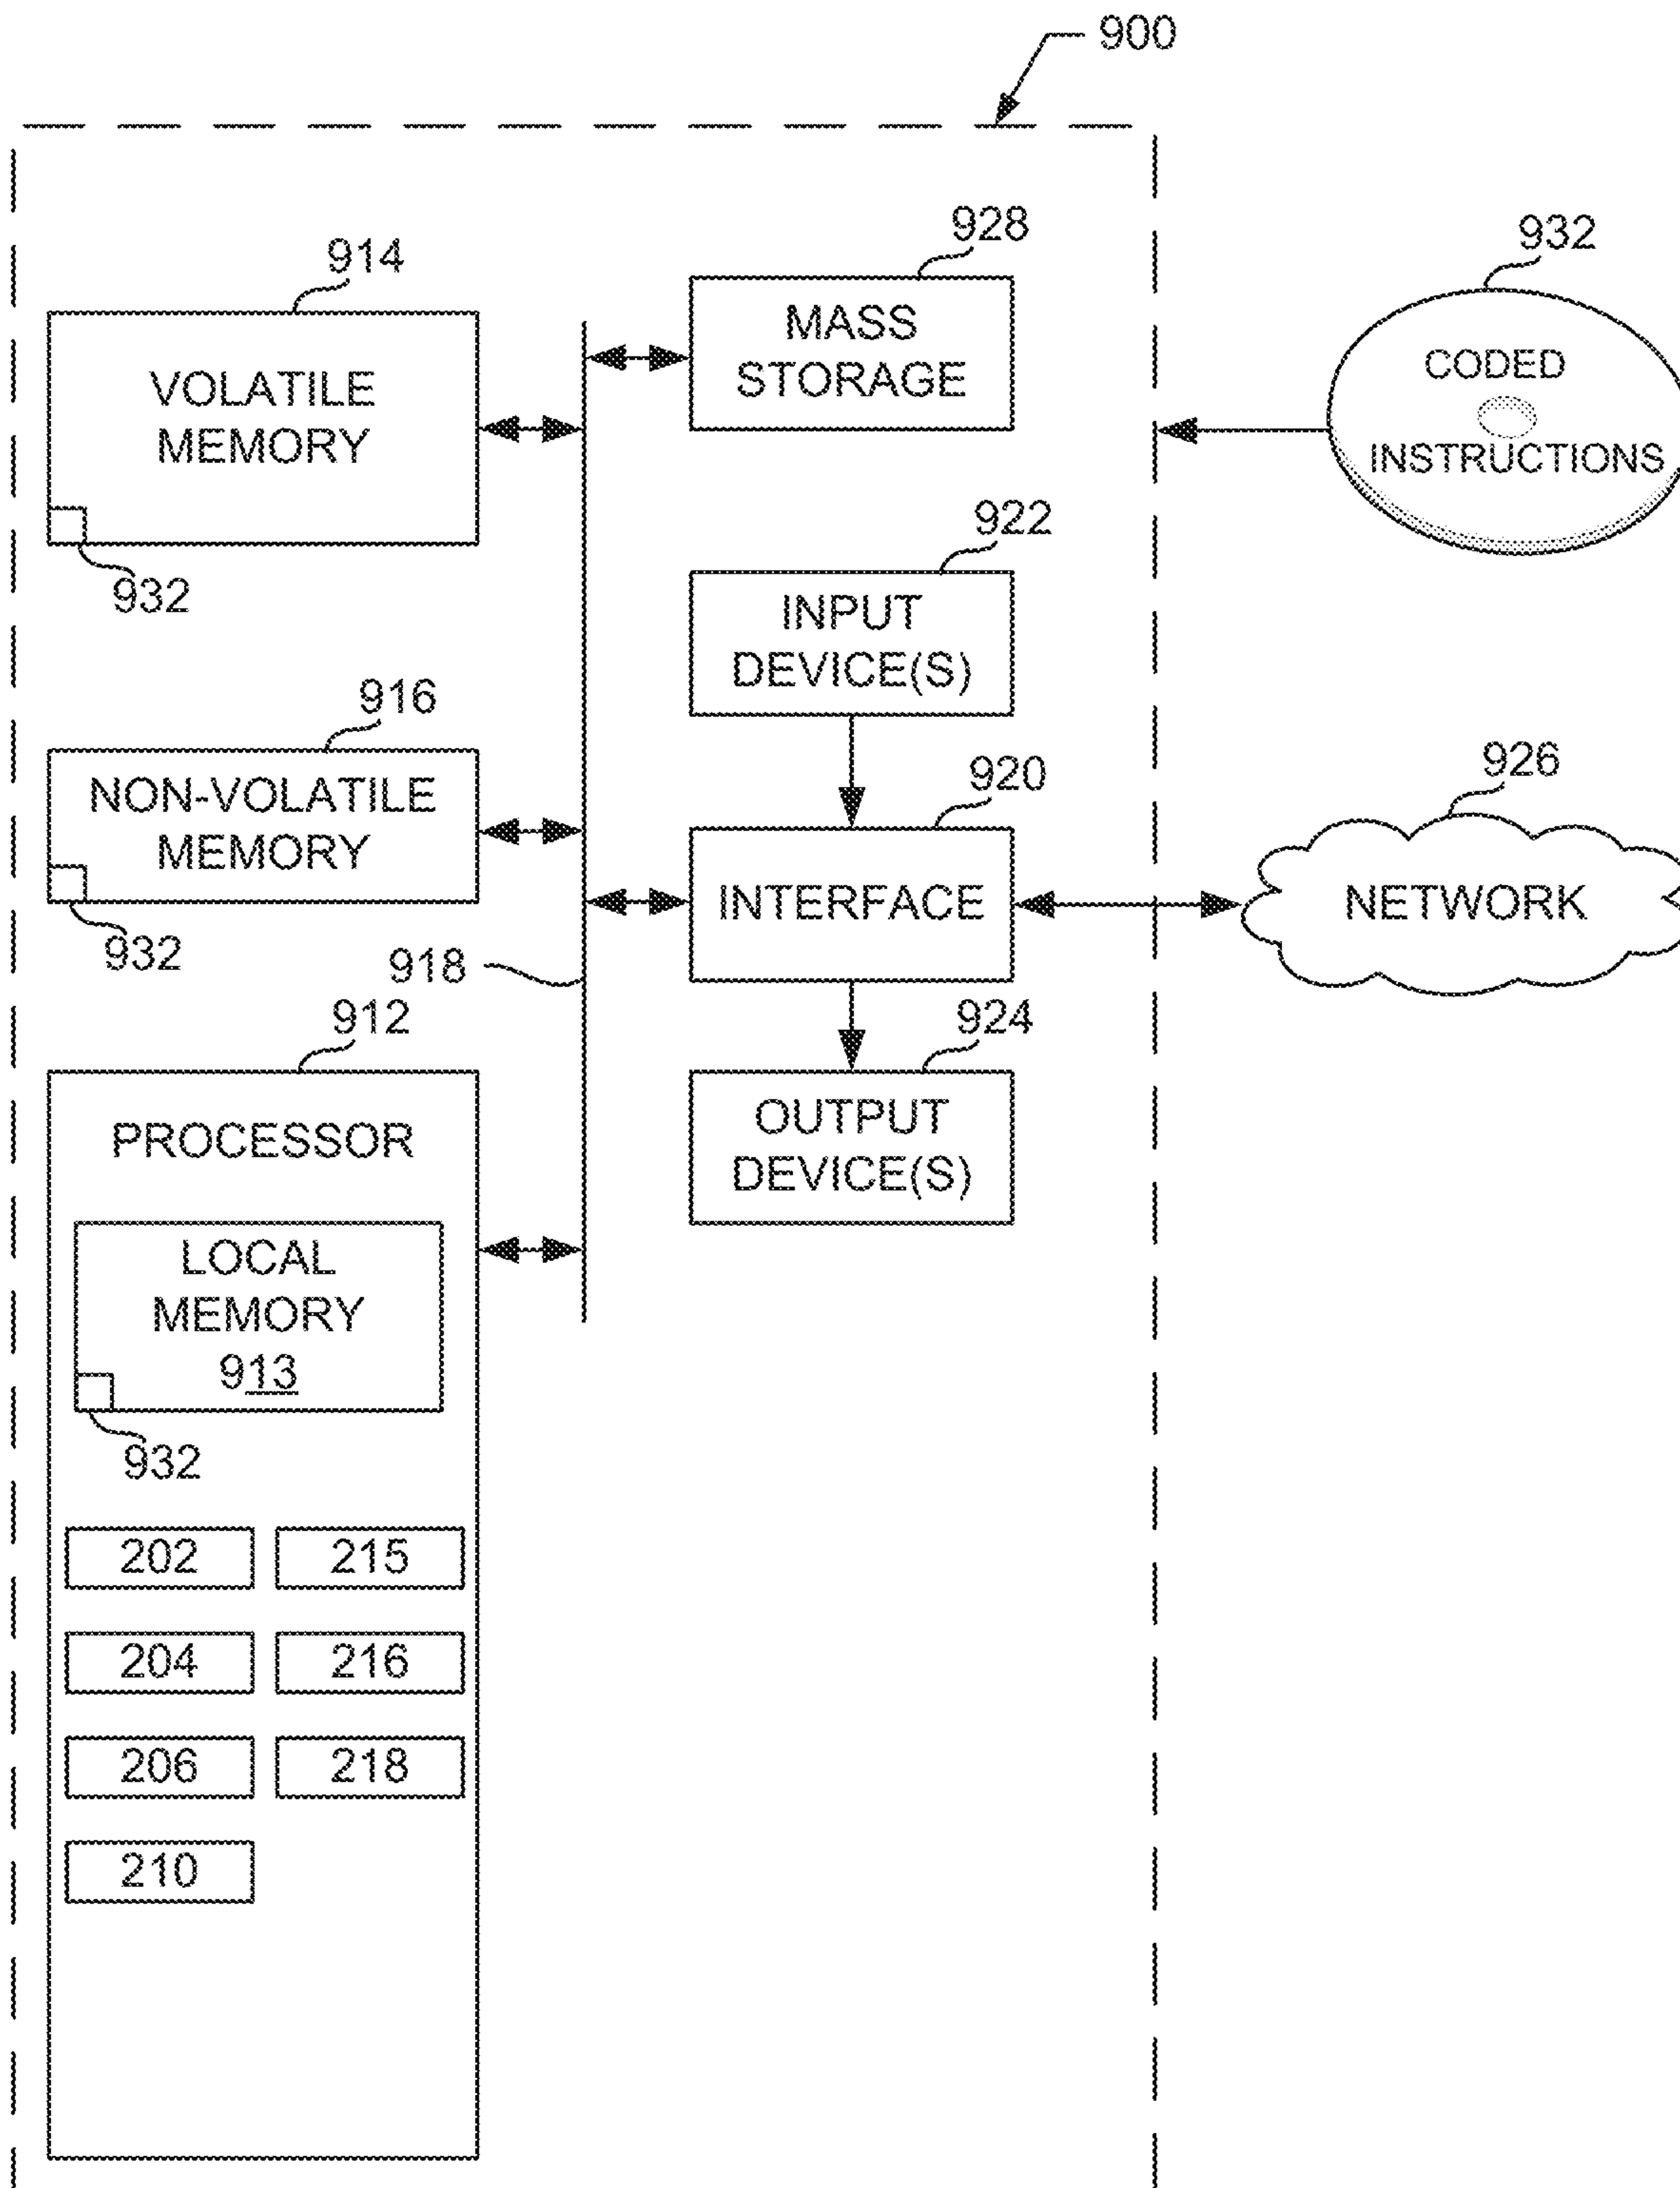 900
914
VOLATILE
MEMORY
932
916
NON-VOLATILE
MEMORY
932
918
912
PROCESSOR
LOCAL
MEMORY
913
932
202
215
204
216
206
218
210
928
MASS
STORAGE
922
INPUT
DEVICE(S)
920
INTERFACE
924
OUTPUT
DEVICE(S)
932
CODED
INSTRUCTIONS
926
NETWORK